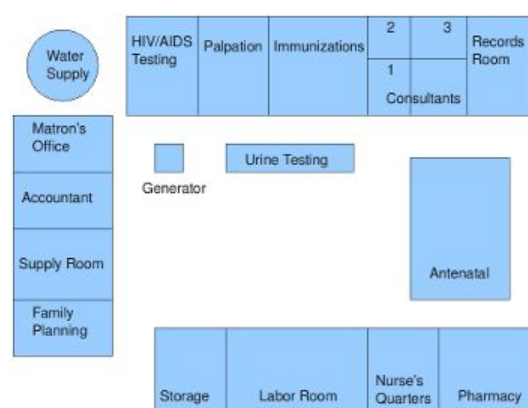 Water
Supply
HIV/AIDS
Testing
Palpation
Immunizations
2
3
1
Consultants
Records
Room
Matron's
Office
Accountant
Supply Room
Family
Planning
Generator
Urine Testing
Antenatal
Storage
Labor Room
Nurse's
Quarters
Pharmacy